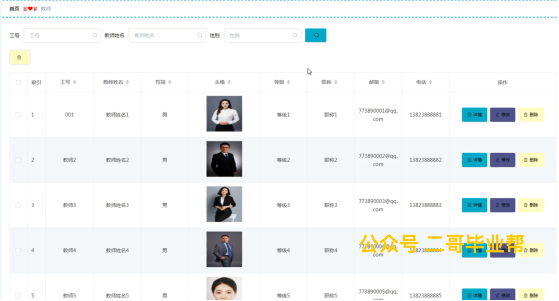 首页 教师
工号 工号 教师姓名 教师姓名 性别 性别
索引 工号 教师姓名 性别 头像 等级 职称 邮箱 电话 操作
1 001 教师姓名1 男 等级1 职称1 773890001@qq.com 13823888881 详情 修改 删除
2 教师2 教师姓名2 男 等级2 职称2 773890002@qq.com 13823888882 详情 修改 删除
3 教师3 教师姓名3 男 等级3 职称3 773890003@qq.com 13823888883 详情 修改 删除
4 教师4 教师姓名4 男 等级4 职称4 删除
公众号 二哥毕业帮
5 教师5 教师姓名5 男 等级5 职称5 773890005@qq.com 13823888885 详情 修改 删除